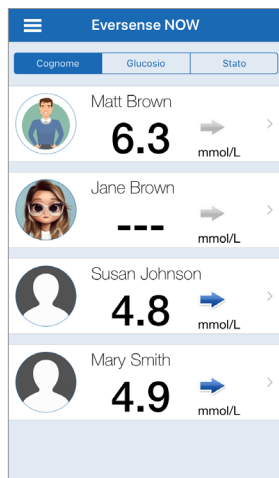 Eversense NOW
Cognome Glucosio Stato
Matt Brown
6.3
mmol/L
Jane Brown
---
mmol/L
Susan Johnson
4.8
mmol/L
Mary Smith
4.9
mmol/L